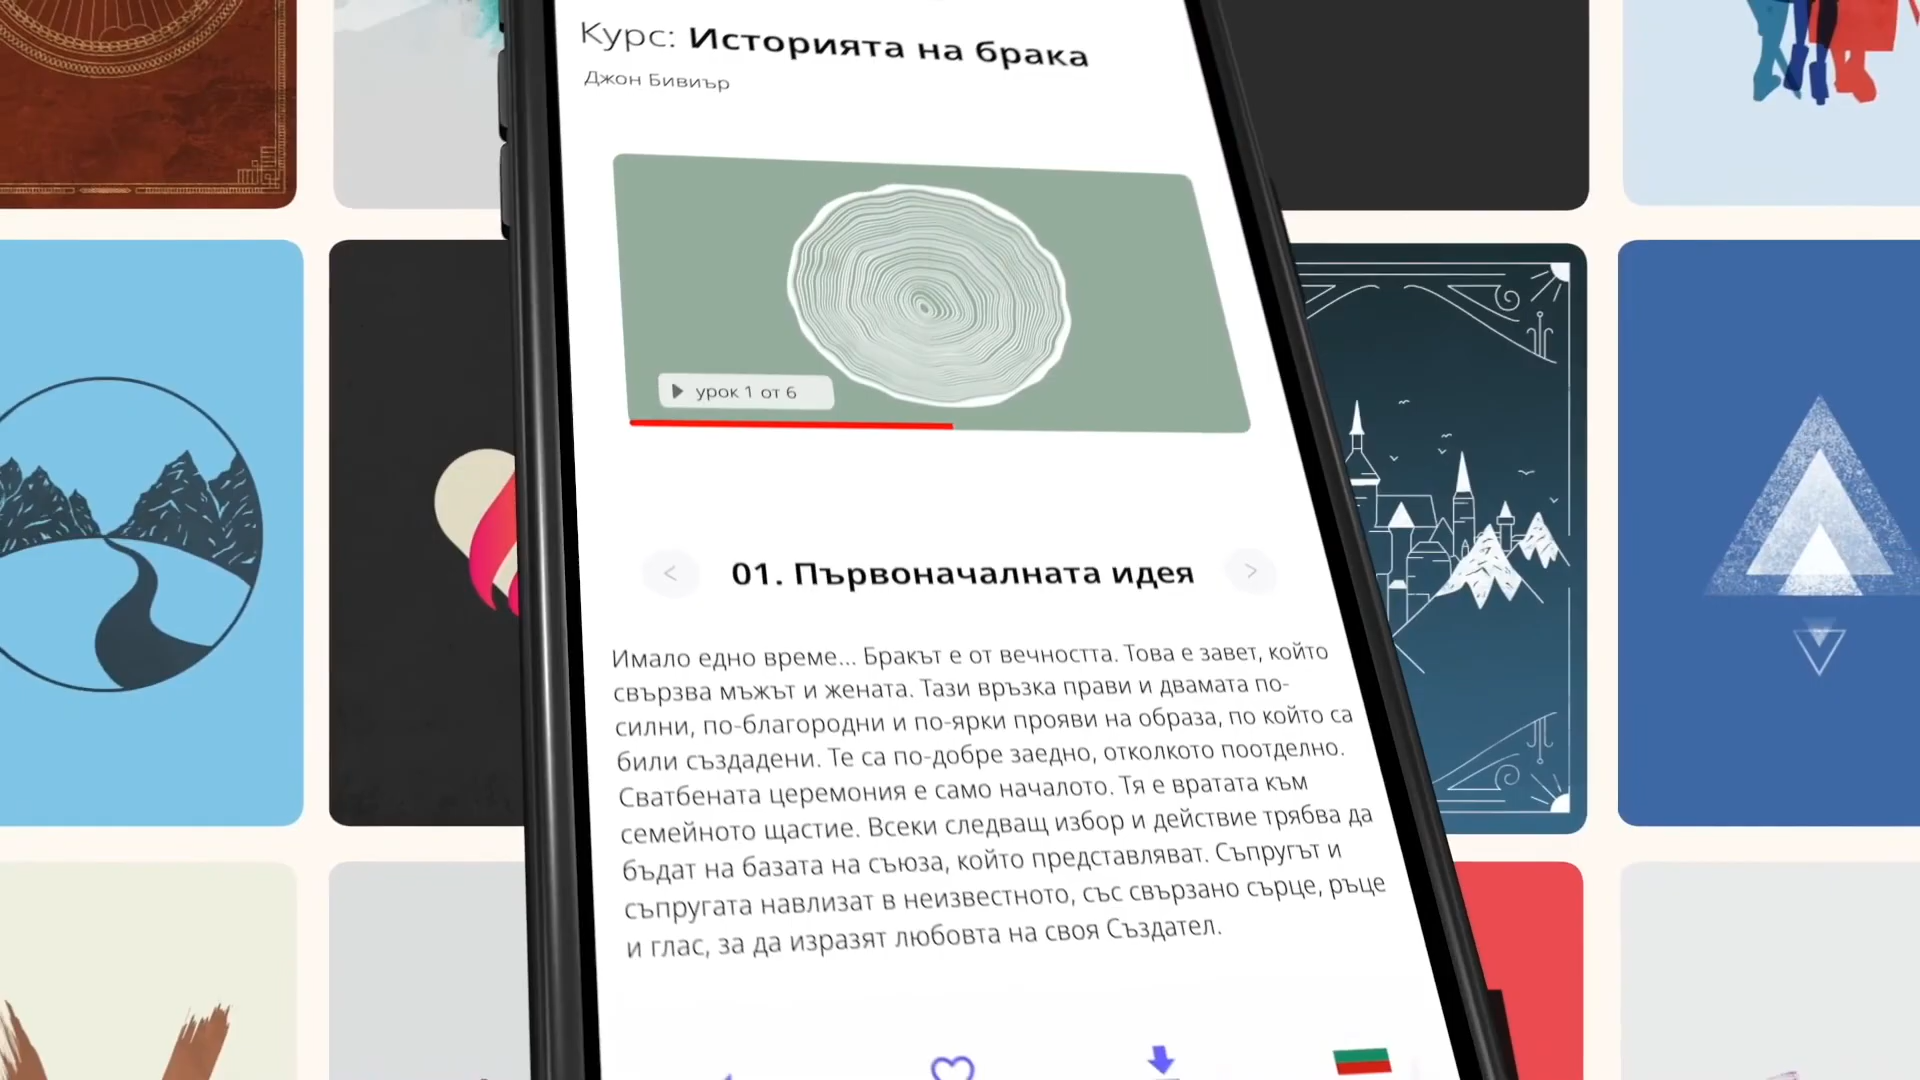 Курс: Историята на брака
Джон Бивиър
урок 1 от 6
< 01. Първоначалната идея >
Имало едно време... Бракът е от вечността. Това е завет, който
свързва мъжът и жената. Тази връзка прави и двамата по-
силни, по-благородни и по-ярки прояви на образа, по който са
били създадени. Те са по-добре заедно, отколкото поотделно.
Сватбената церемония е само началото. Тя е вратата към
семейното щастие. Всеки следващ избор и действие трябва да
бъдат на базата на съюза, който представляват. Съпругът и
съпругата навлизат в неизвестното, със свързано сърце, ръце
и глас, за да изразят любовта на своя Създател.